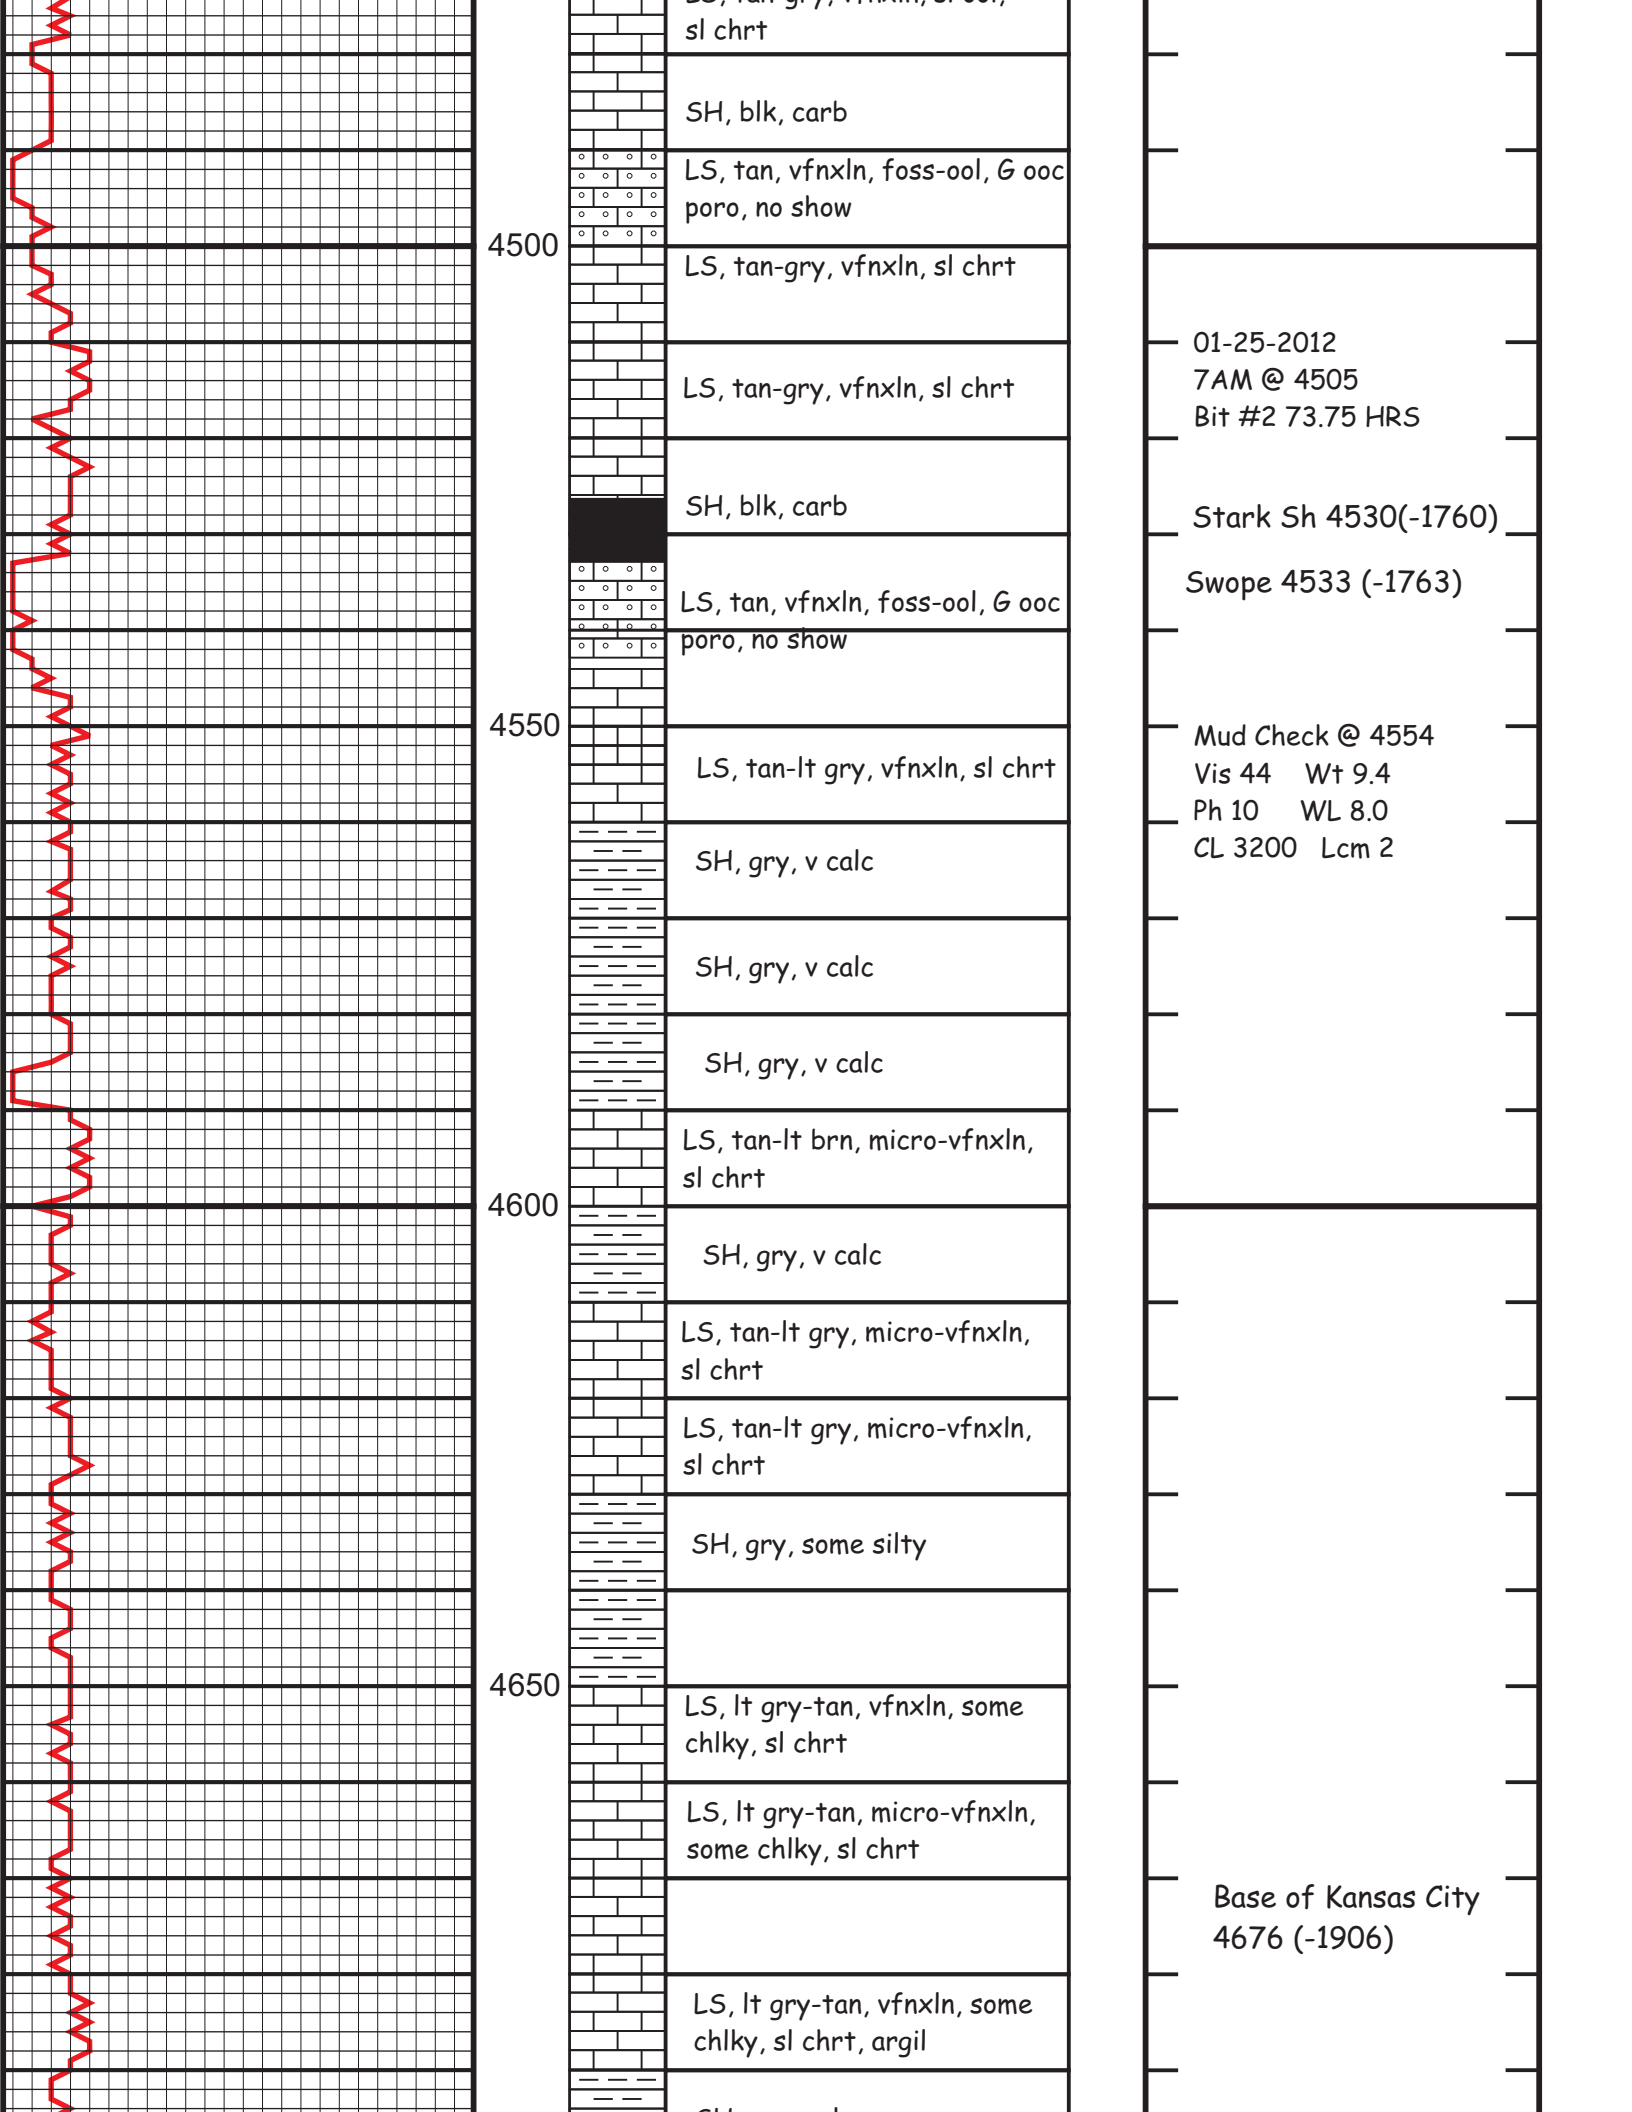 sl chrt
SH, blk, carb
LS, tan, vfnxln, foss-ool, G ooc
poro, no show
4500
LS, tan-gry, vfnxln, sl chrt
01-25-2012
7AM @ 4505
Bit #2 73.75 HRS
LS, tan-gry, vfnxln, sl chrt
SH, blk, carb
Stark Sh 4530(-1760)
Swope 4533 (-1763)
LS, tan, vfnxln, foss-ool, G ooc
poro, no show
4550
Mud Check @ 4554
Vis 44 Wt 9.4
Ph 10 WL 8.0
CL 3200 Lcm 2
LS, tan-lt gry, vfnxln, sl chrt
SH, gry, v calc
SH, gry, v calc
SH, gry, v calc
LS, tan-lt brn, micro-vfnxln,
sl chrt
4600
SH, gry, v calc
LS, tan-lt gry, micro-vfnxln,
sl chrt
LS, tan-lt gry, micro-vfnxln,
sl chrt
SH, gry, some silty
4650
LS, lt gry-tan, vfnxln, some
chlky, sl chrt
LS, lt gry-tan, micro-vfnxln,
some chlky, sl chrt
Base of Kansas City
4676 (-1906)
LS, lt gry-tan, vfnxln, some
chlky, sl chrt, argil